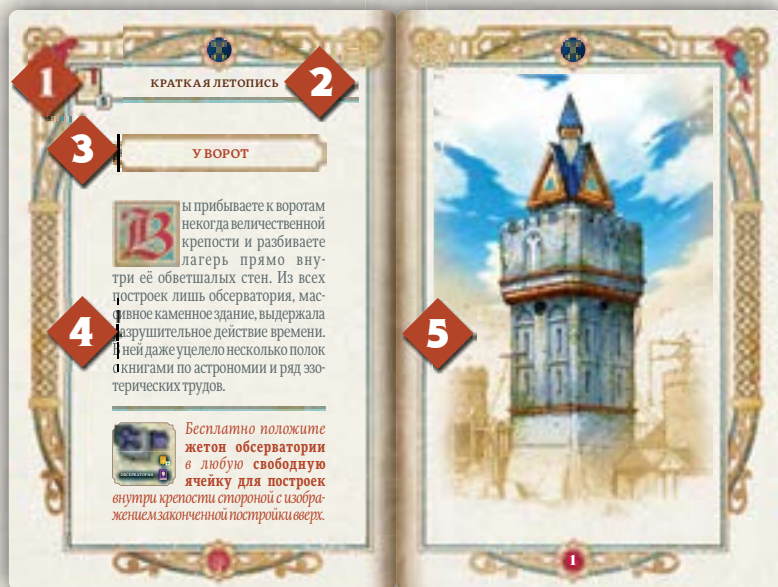 1
КРАТКАЯ ЛЕТОПИСЬ
2
3
У ВОРОТ
Вы прибываете к воротам
некогда величественной
крепости и разбиваете
лагерь прямо вну-
три её обветшалых стен. Из всех
построек лишь обсерватория, мас-
сивное каменное здание, выдержала
разрушительное действие времени.
В ней даже уцелело несколько полок
с книгами по астрономии и ряд эзо-
терических трудов.
4
5
Бесплатно положите
жетон обсерватории
в любую свободную
ячейку для построек
внутри крепости стороной с изобра-
жением законченной постройки вверх.
ОБСЕРВАТОРИЯ
1